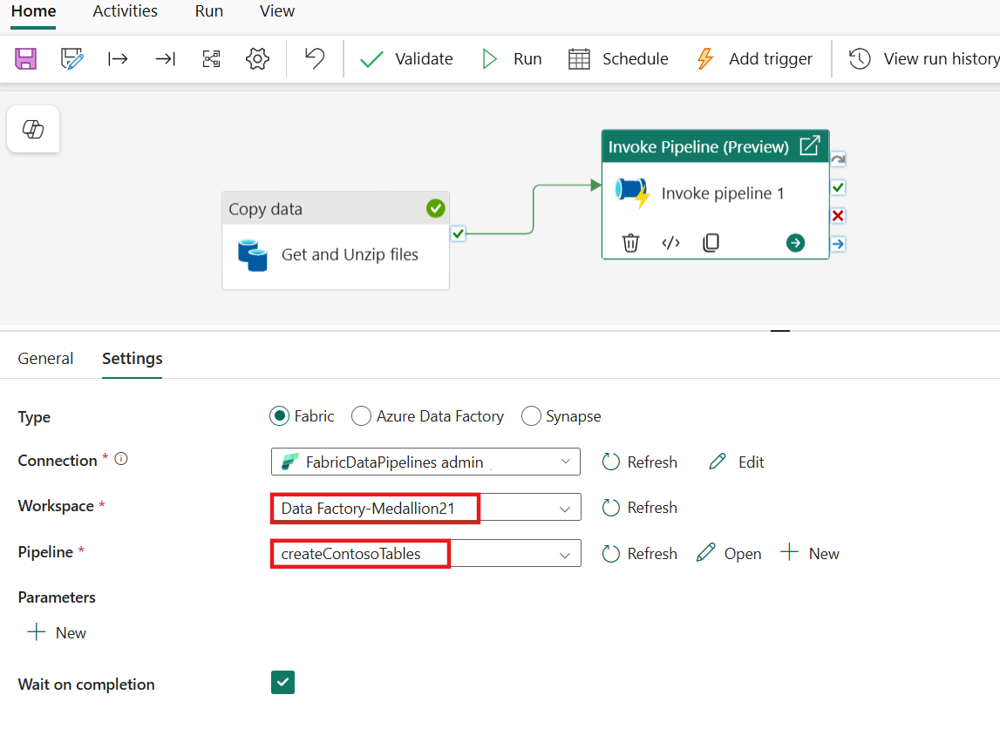 Home Activities Run View
Validate Run Schedule Add trigger View run history
Invoke Pipeline (Preview)
Invoke pipeline 1
Copy data
Get and Unzip files
General Settings
Type Fabric Azure Data Factory Synapse
Connection * FabricDataPipelines admin Refresh Edit
Workspace * Data Factory-Medallion21 Refresh
Pipeline * createContosoTables Refresh Open New
Parameters
New
Wait on completion